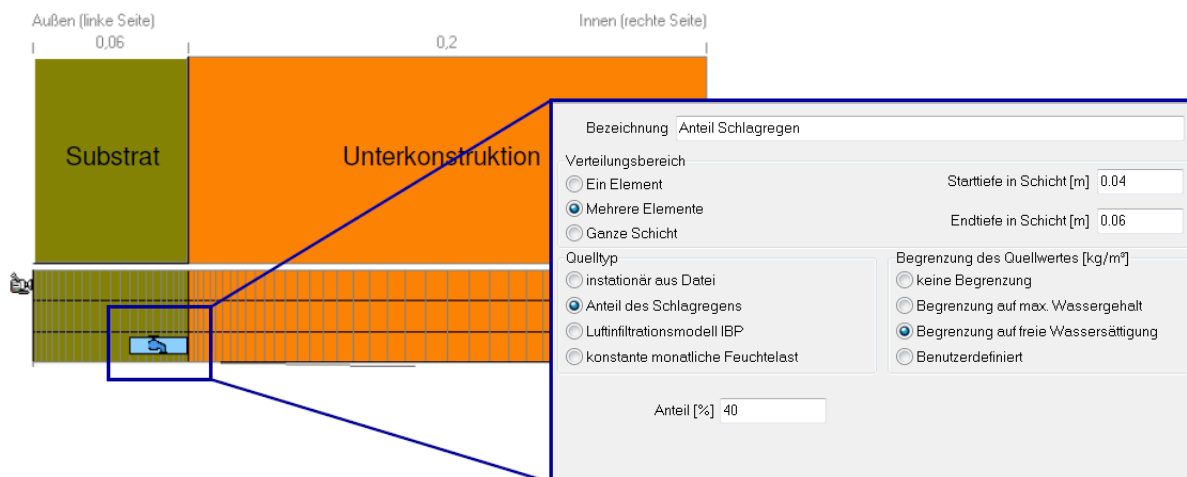 Außen (linke Seite) Innen (rechte Seite)
0,06 0,2
Substrat Unterkonstruktion
Bezeichnung Anteil Schlagregen
Verteilungsbereich
Ein Element Starttiefe in Schicht [m] 0.04
Mehrere Elemente
Endtiefe in Schicht [m] 0.06
Ganze Schicht
Quelltyp Begrenzung des Quellwertes [kg/m³]
instationär aus Datei keine Begrenzung
Anteil des Schlagregens Begrenzung auf max. Wassergehalt
Luftinfiltrationsmodell IBP Begrenzung auf freie Wassersättigung
konstante monatliche Feuchtelast Benutzerdefiniert
Anteil [%] 40